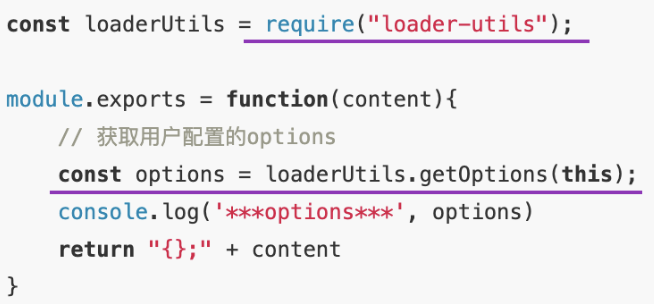 const loaderUtils = require("loader-utils");
module.exports = function(content){
// 获取用户配置的options
const options = loaderUtils.getOptions(this);
console.log('***options***', options)
return "{};" + content
}